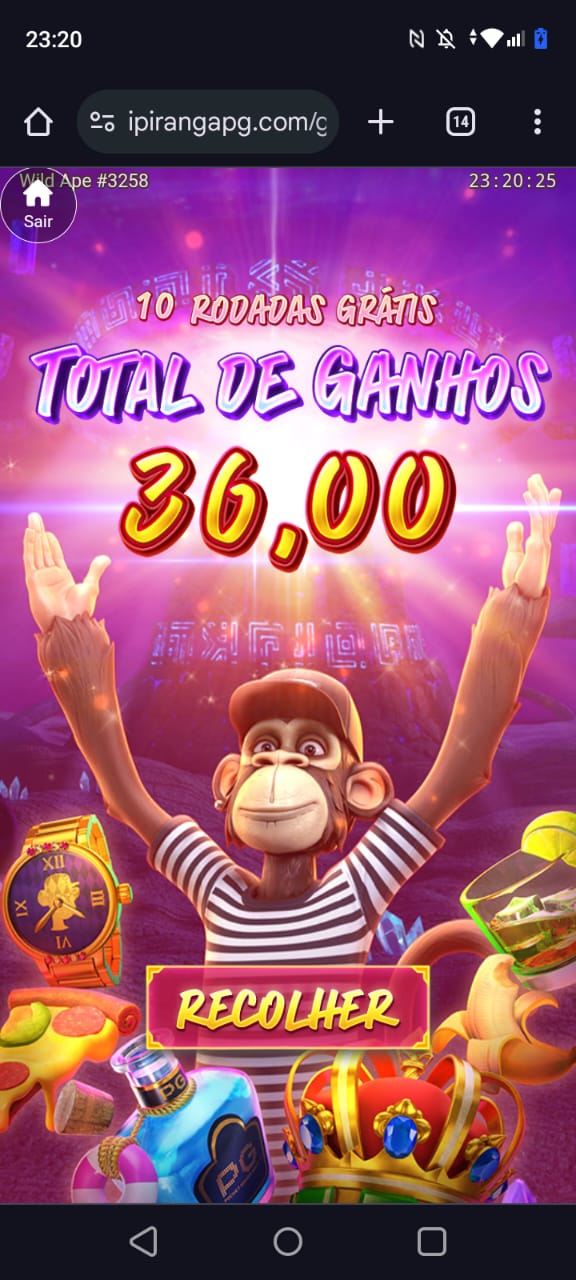 23:20
ipirangapg.com/g
14
Wild Ape #3258
23:20:25
Sair
10 RODADAS GRÁTIS
TOTAL DE GANHOS
36,00
XII
III
VI
IX
RECOLHER
PG
PG